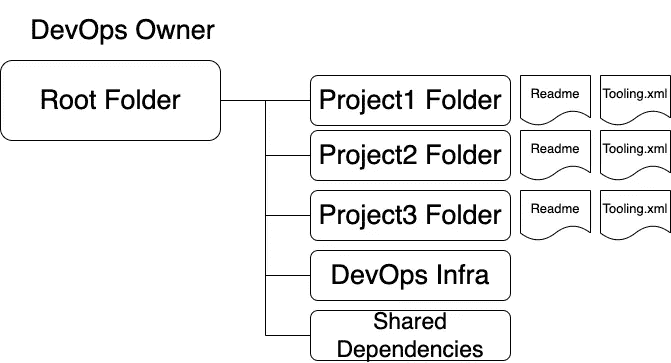 DevOps Owner
Root Folder
Project1 Folder
Readme
Tooling.xml
Project2 Folder
Readme
Tooling.xml
Project3 Folder
Readme
Tooling.xml
DevOps Infra
Shared
Dependencies